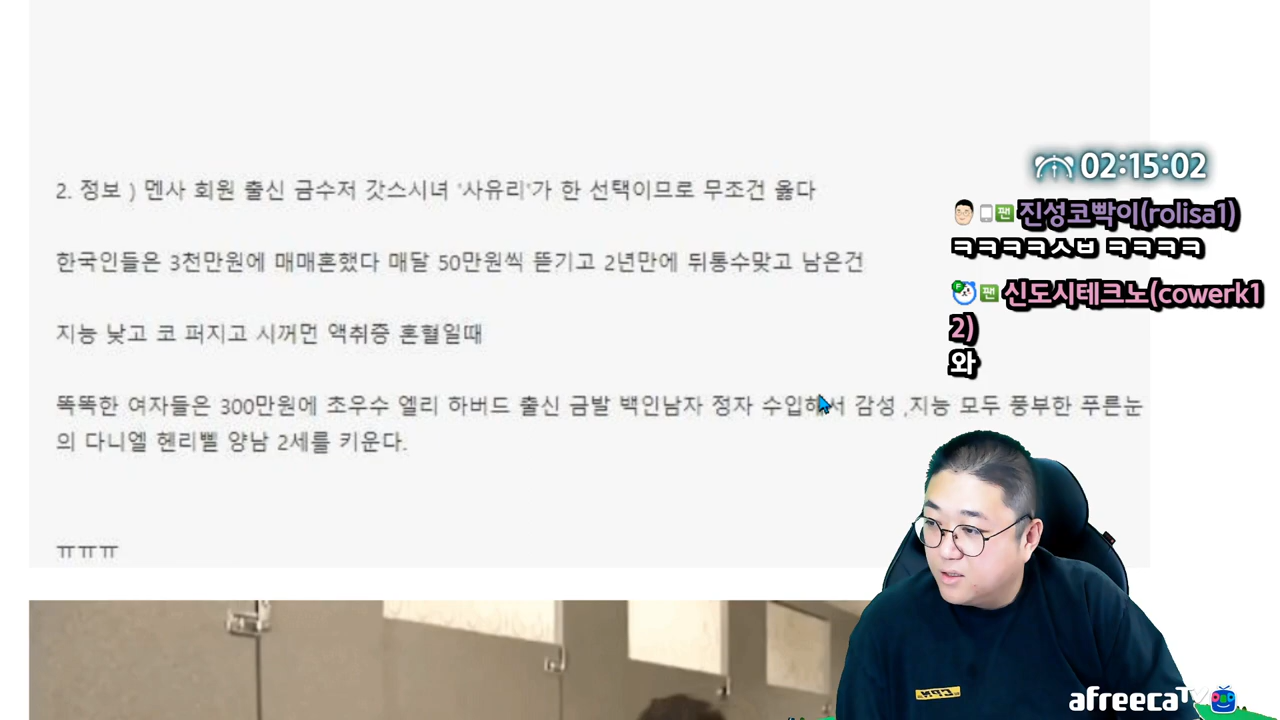 2. 정보 ) 멘사 회원 출신 금수저 갓스시녀 '사유리'가 한 선택이므로 무조건 옳다
한국인들은 3천만원에 매매혼했다 매달 50만원씩 뜯기고 2년만에 뒤통수맞고 남은건
지능 낮고 코 퍼지고 시꺼먼 액취증 혼혈일때
똑똑한 여자들은 300만원에 초우수 엘리 하버드 출신 금발 백인남자 정자 수입해서 감성 ,지능 모두 풍부한 푸른눈
의 다니엘 헨리삘 양남 2세를 키운다.
ㅠㅠㅠ
02:15:02
팬 진성코빡이(rolisa1)
ㅋㅋㅋㅋㅅㅂ ㅋㅋㅋㅋ
F 팬 신도시테크노(cowerk1
2)
와
afreecaTV